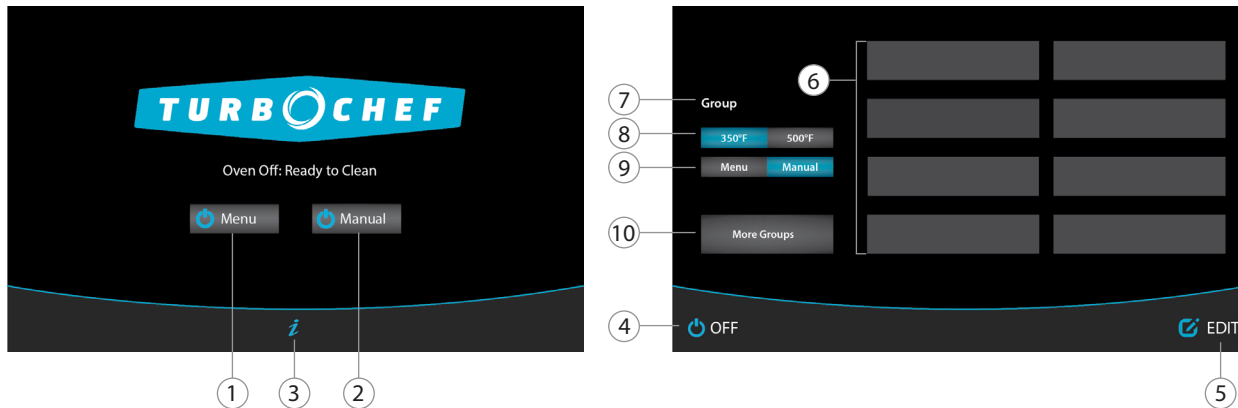 TURBOCHEF
Oven Off: Ready to Clean
Menu Manual
i
1 3 2
6
7 Group
8 350°F 500°F
9 Menu Manual
10 More Groups
4 OFF EDIT
5